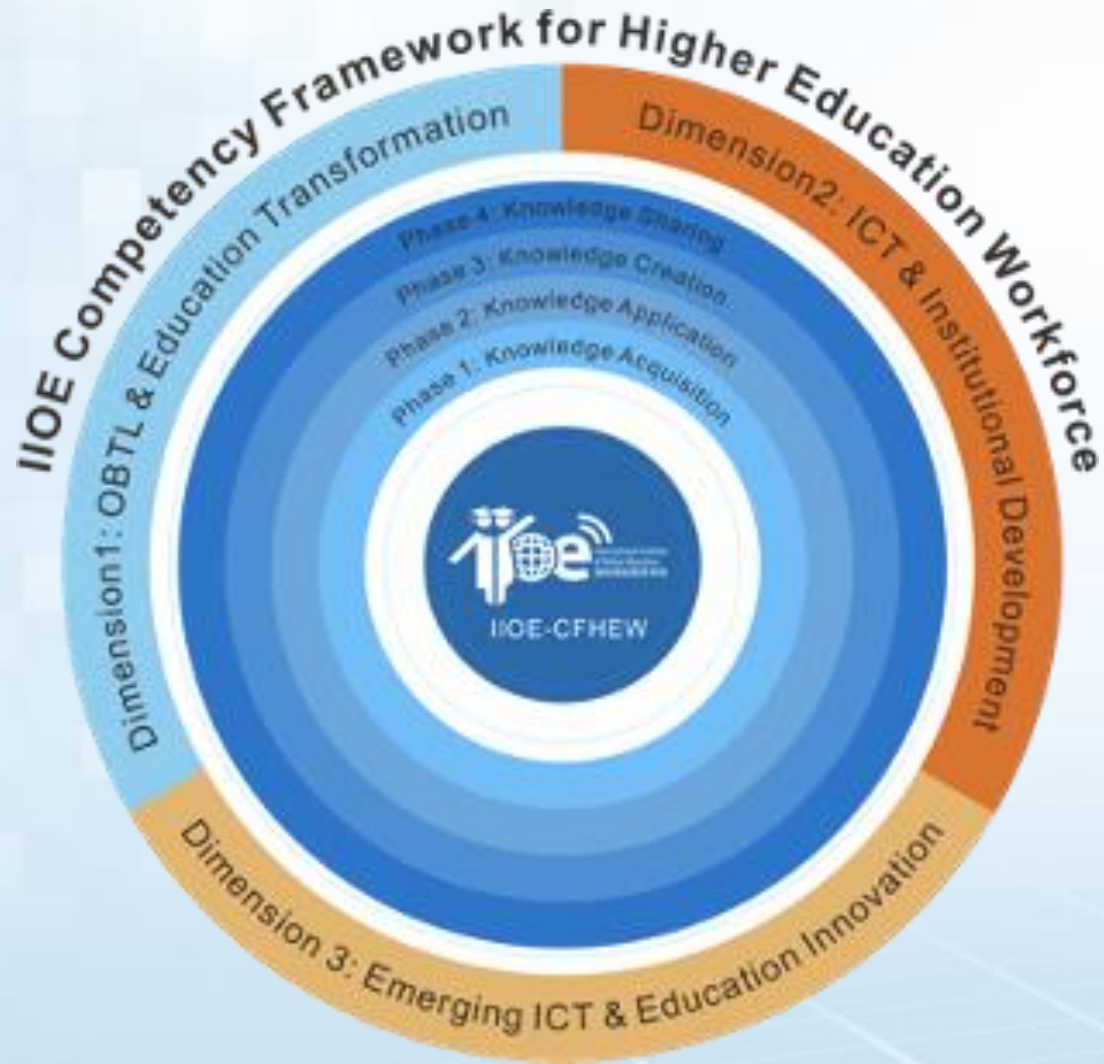 IIOE Competency Framework for Higher Education Workforce
Dimension1: OBTL & Education Transformation
Dimension2: ICT & Institutional Development
Phase 4: Knowledge Sharing
Phase 3: Knowledge Creation
Phase 2: Knowledge Application
Phase 1: Knowledge Acquisition
iioe
IIOE-CFHEW
Dimension 3: Emerging ICT & Education Innovation